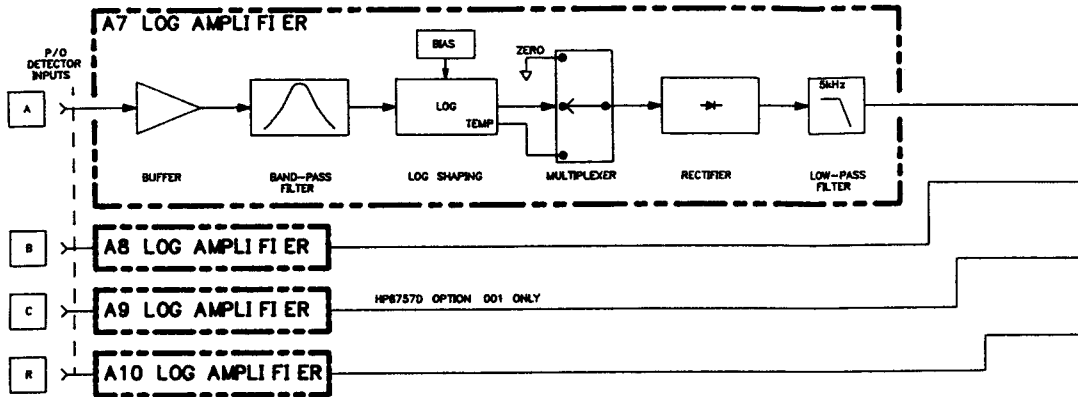 A7 LOG AMPLIFIER
P/O
DETECTOR
INPUTS
BIAS
ZERO
A
LOG
TEMP
5kHz
BUFFER
BAND-PASS
FILTER
LOG SHAPING
MULTIPLEXER
RECTIFIER
LOW-PASS
FILTER
B
A8 LOG AMPLIFIER
C
A9 LOG AMPLIFIER
HP8757D OPTION 001 ONLY
R
A10 LOG AMPLIFIER